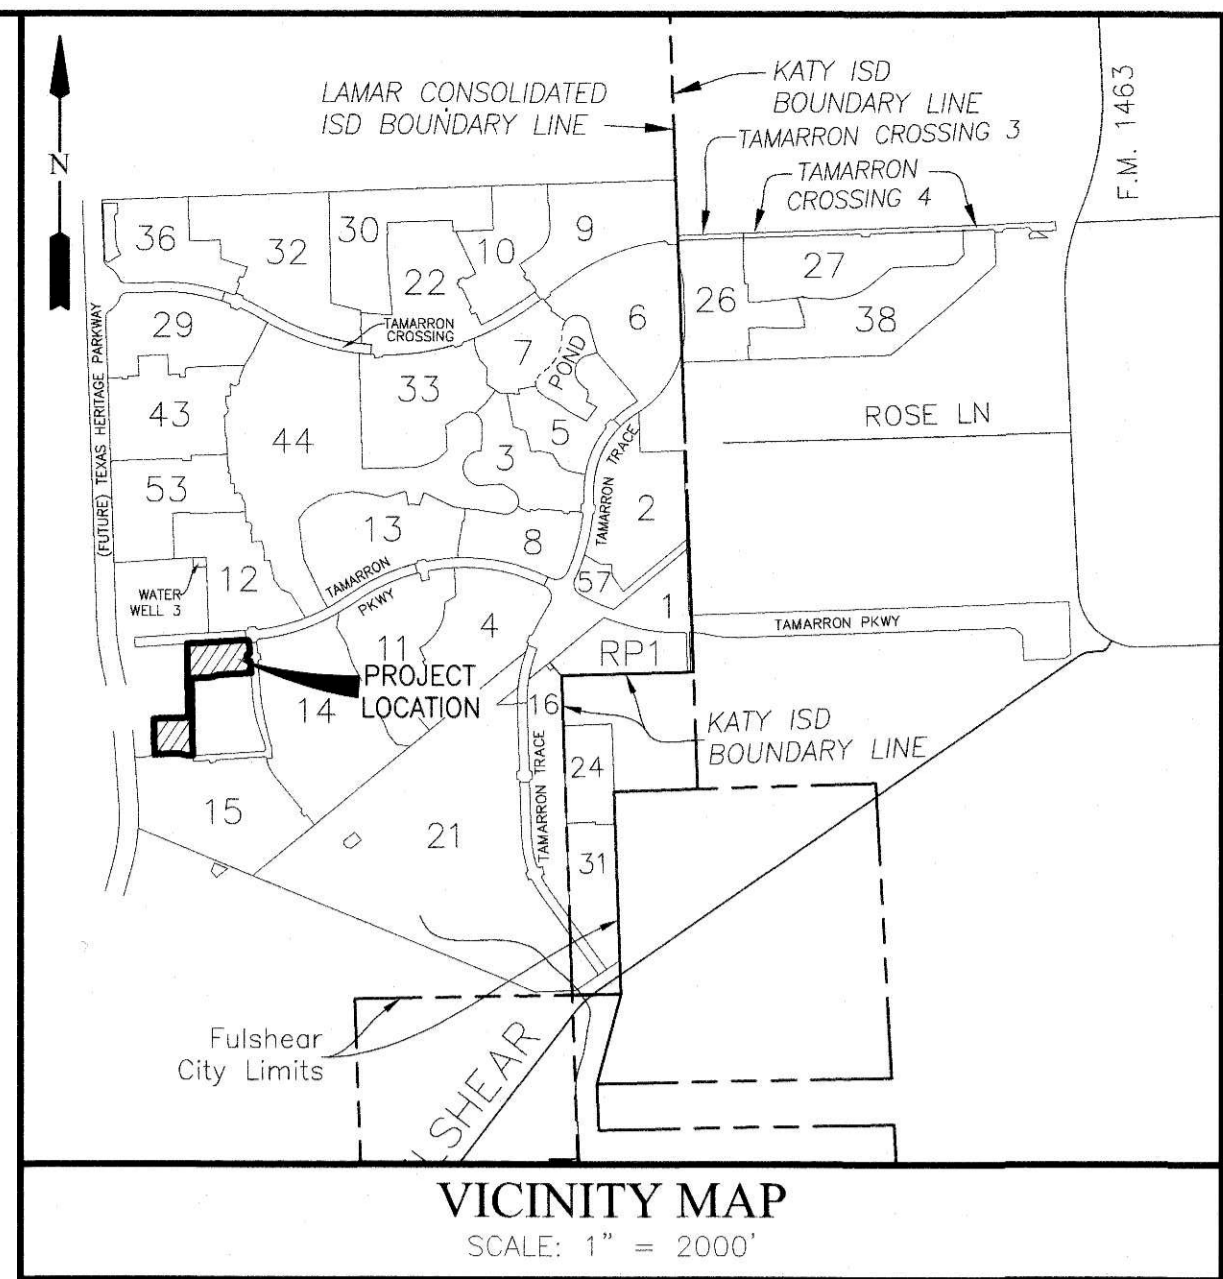 N
LAMAR CONSOLIDATED
ISD BOUNDARY LINE
KATY ISD
BOUNDARY LINE
TAMARRON CROSSING 3
TAMARRON
CROSSING 4
F.M. 1463
36
32
30
22
10
9
27
26
38
6
29
TAMARRON
CROSSING
7
POND
33
(FUTURE) TEXAS HERITAGE PARKWAY
43
44
5
3
ROSE LN
TAMARRON TRACE
53
13
8
2
12
WATER
WELL 3
TAMARRON
PKWY
57
1
4
11
TAMARRON PKWY
RP1
PROJECT
LOCATION
14
16
KATY ISD
BOUNDARY LINE
24
15
21
TAMARRON TRACE
31
Fulshear
City Limits
LSHEAR
VICINITY MAP
SCALE: 1" = 2000'